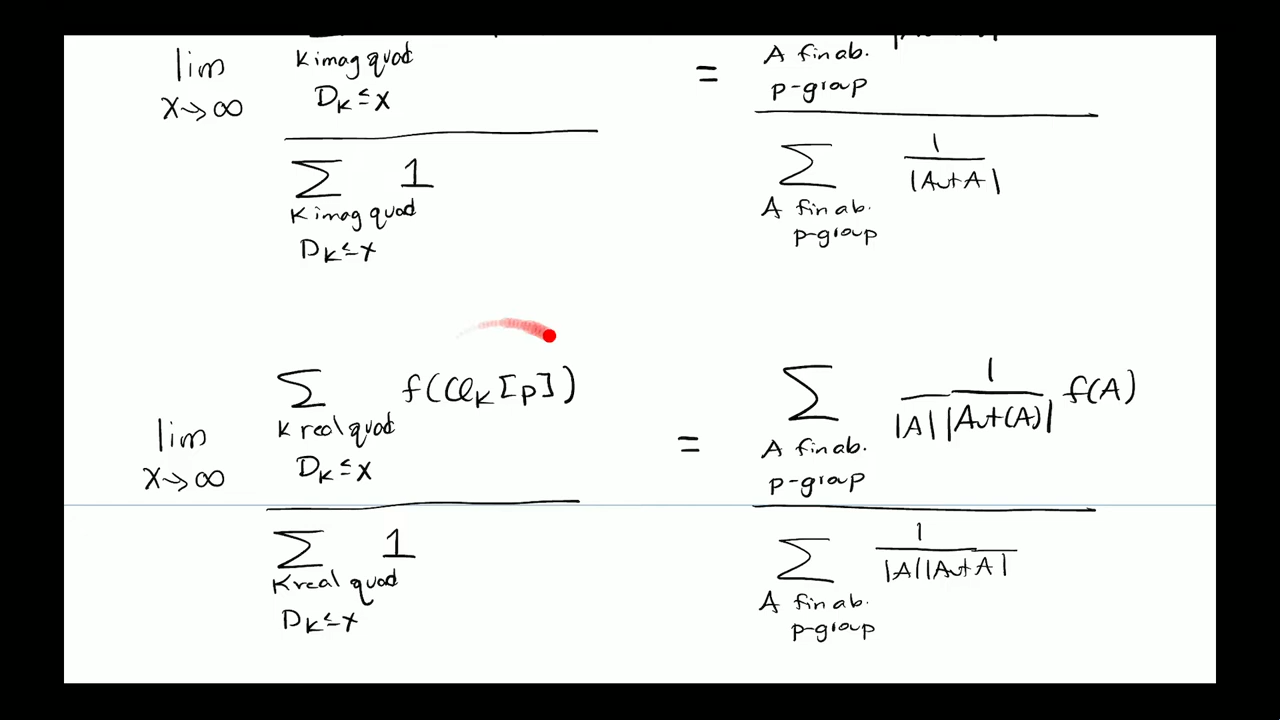 lim Σ =
x→∞ K imag quad A fin ab.
D_K ≤ x p-group
Σ 1 Σ 1/|Aut A|
K imag quad A fin ab.
D_K ≤ x p-group
lim Σ f(Cl_K[p]) = Σ 1/(|A||Aut(A)|) f(A)
x→∞ K real quad A fin ab.
D_K ≤ x p-group
Σ 1 Σ 1/(|A||Aut A|)
K real quad A fin ab.
D_K ≤ x p-group